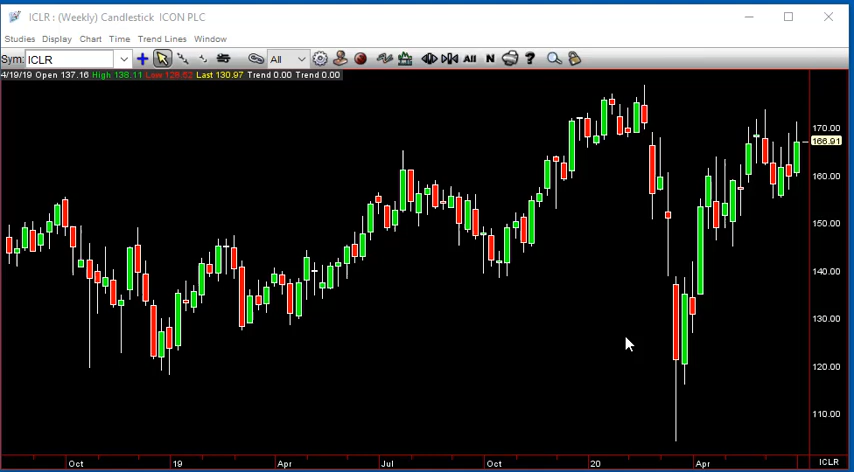 ICLR : (Weekly) Candlestick ICON PLC
Studies Display Chart Time Trend Lines Window
Sym: ICLR All All N ?
4/19/19 Open 137.16 High 138.11 Low 128.62 Last 130.97 Trend 0.00 Trend 0.00
170.00
166.91
160.00
150.00
140.00
130.00
120.00
110.00
Oct 19 Apr Jul Oct 20 Apr ICLR